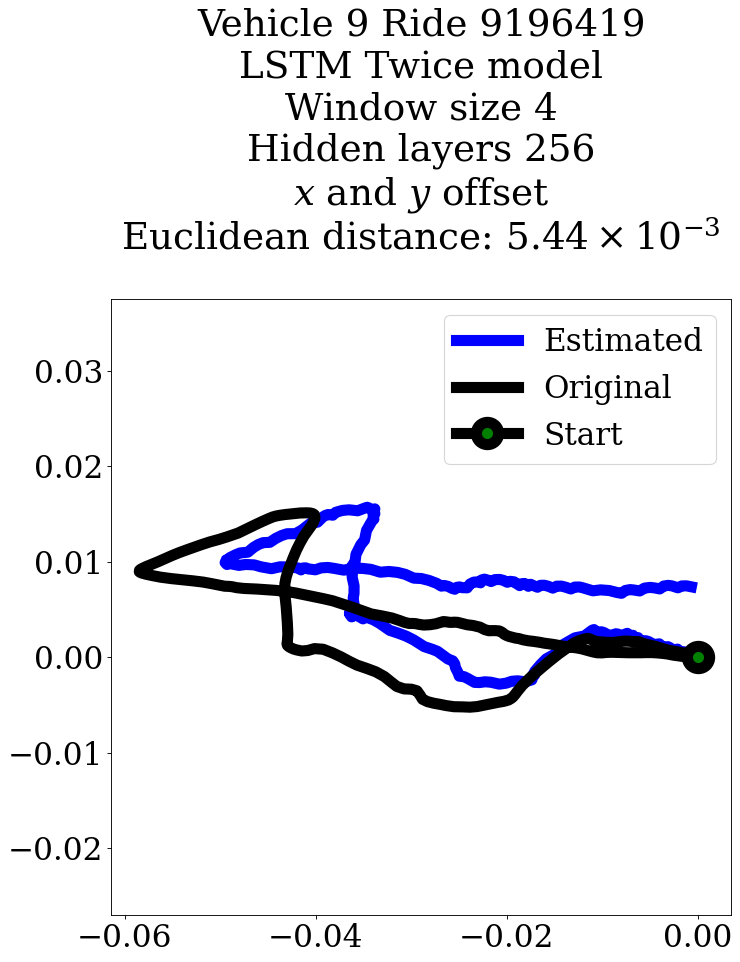 Vehicle 9 Ride 9196419
LSTM Twice model
Window size 4
Hidden layers 256
x and y offset
Euclidean distance: 5.44 × 10⁻³
Estimated
Original
Start
0.03
0.02
0.01
0.00
−0.01
−0.02
−0.06
−0.04
−0.02
0.00